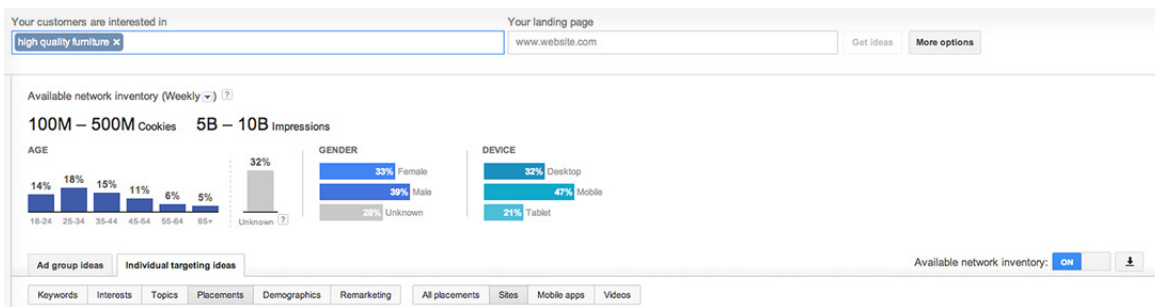 Your customers are interested in Your landing page
high quality furniture x www.website.com Get ideas More options
Available network inventory (Weekly) ?
100M – 500M Cookies 5B – 10B Impressions
AGE GENDER DEVICE
32%
14% 18% 15% 11% 6% 5%
33% Female 32% Desktop
39% Male 47% Mobile
28% Unknown 21% Tablet
18-24 25-34 35-44 45-54 55-64 65+ Unknown ?
Ad group ideas Individual targeting ideas Available network inventory: ON
Keywords Interests Topics Placements Demographics Remarketing All placements Sites Mobile apps Videos